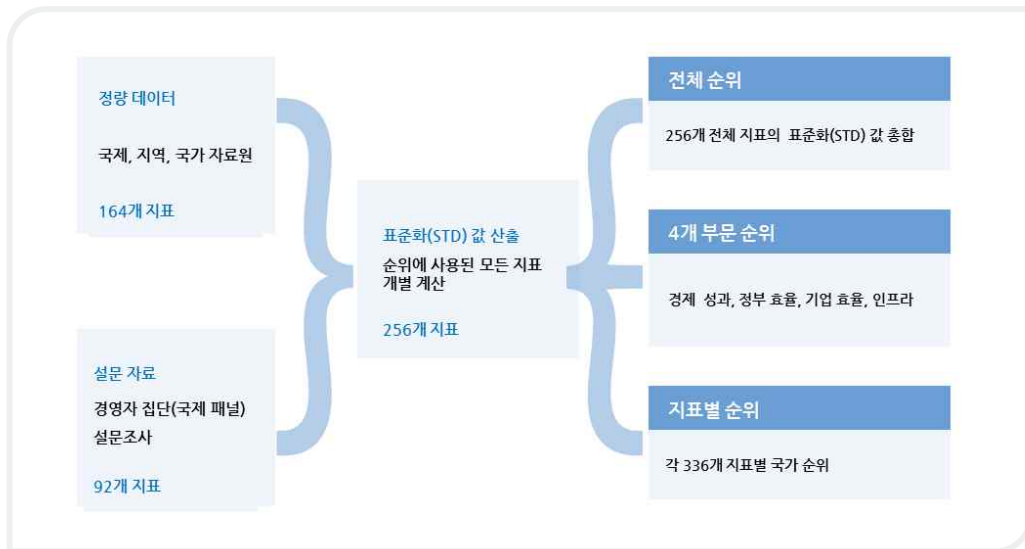 정량 데이터
국제, 지역, 국가 자료원
164개 지표
설문 자료
경영자 집단(국제 패널)
설문조사
92개 지표
표준화(STD) 값 산출
순위에 사용된 모든 지표
개별 계산
256개 지표
전체 순위
256개 전체 지표의 표준화(STD) 값 총합
4개 부문 순위
경제 성과, 정부 효율, 기업 효율, 인프라
지표별 순위
각 336개 지표별 국가 순위